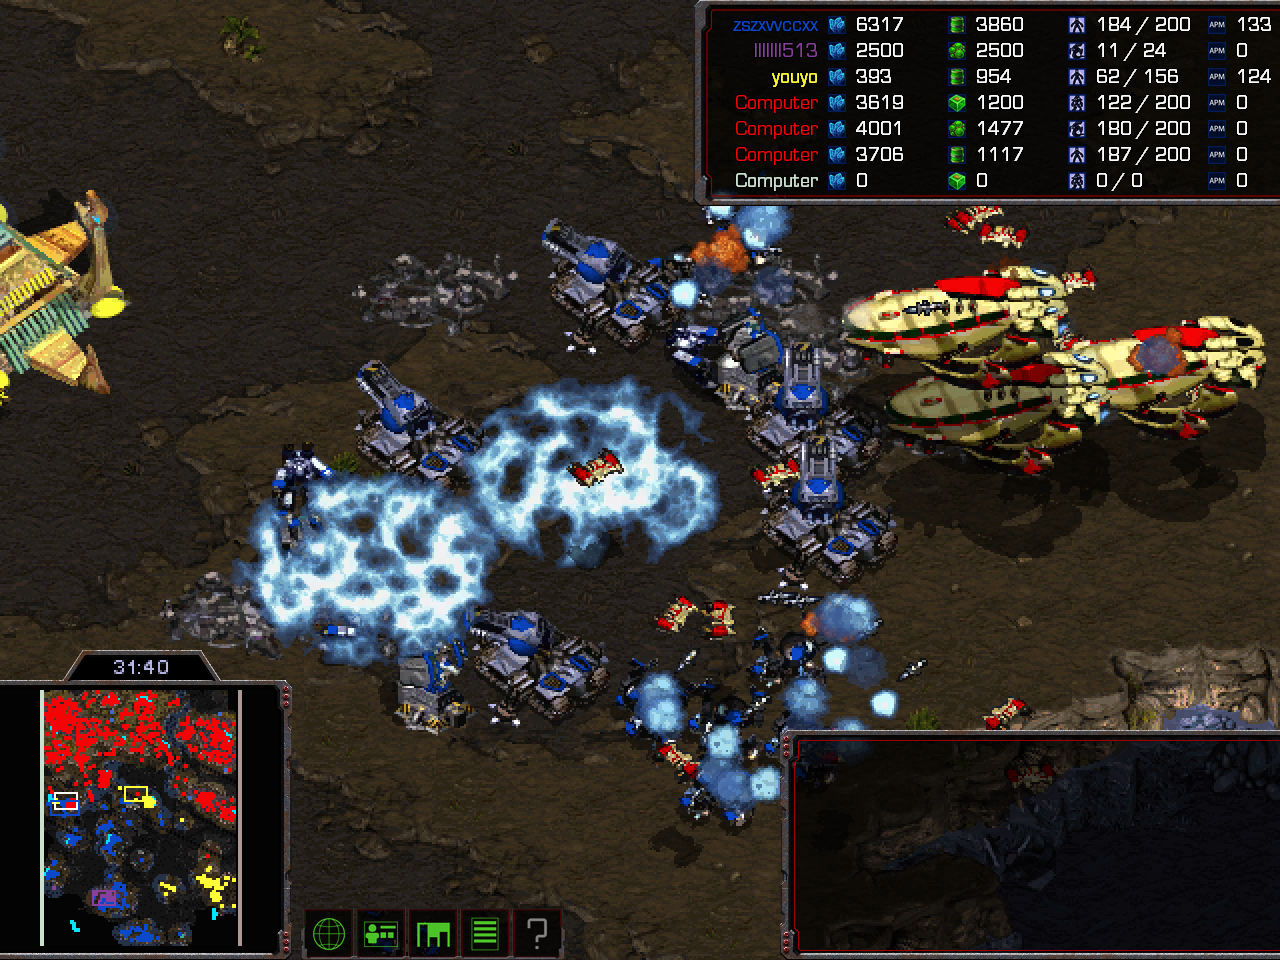 zszxvvccxx 6317 3860 184 / 200 APM 133
lllllll513 2500 2500 11 / 24 APM 0
youyo 393 954 62 / 156 APM 124
Computer 3619 1200 122 / 200 APM 0
Computer 4001 1477 180 / 200 APM 0
Computer 3706 1117 187 / 200 APM 0
Computer 0 0 0 / 0 APM 0
31:40
?